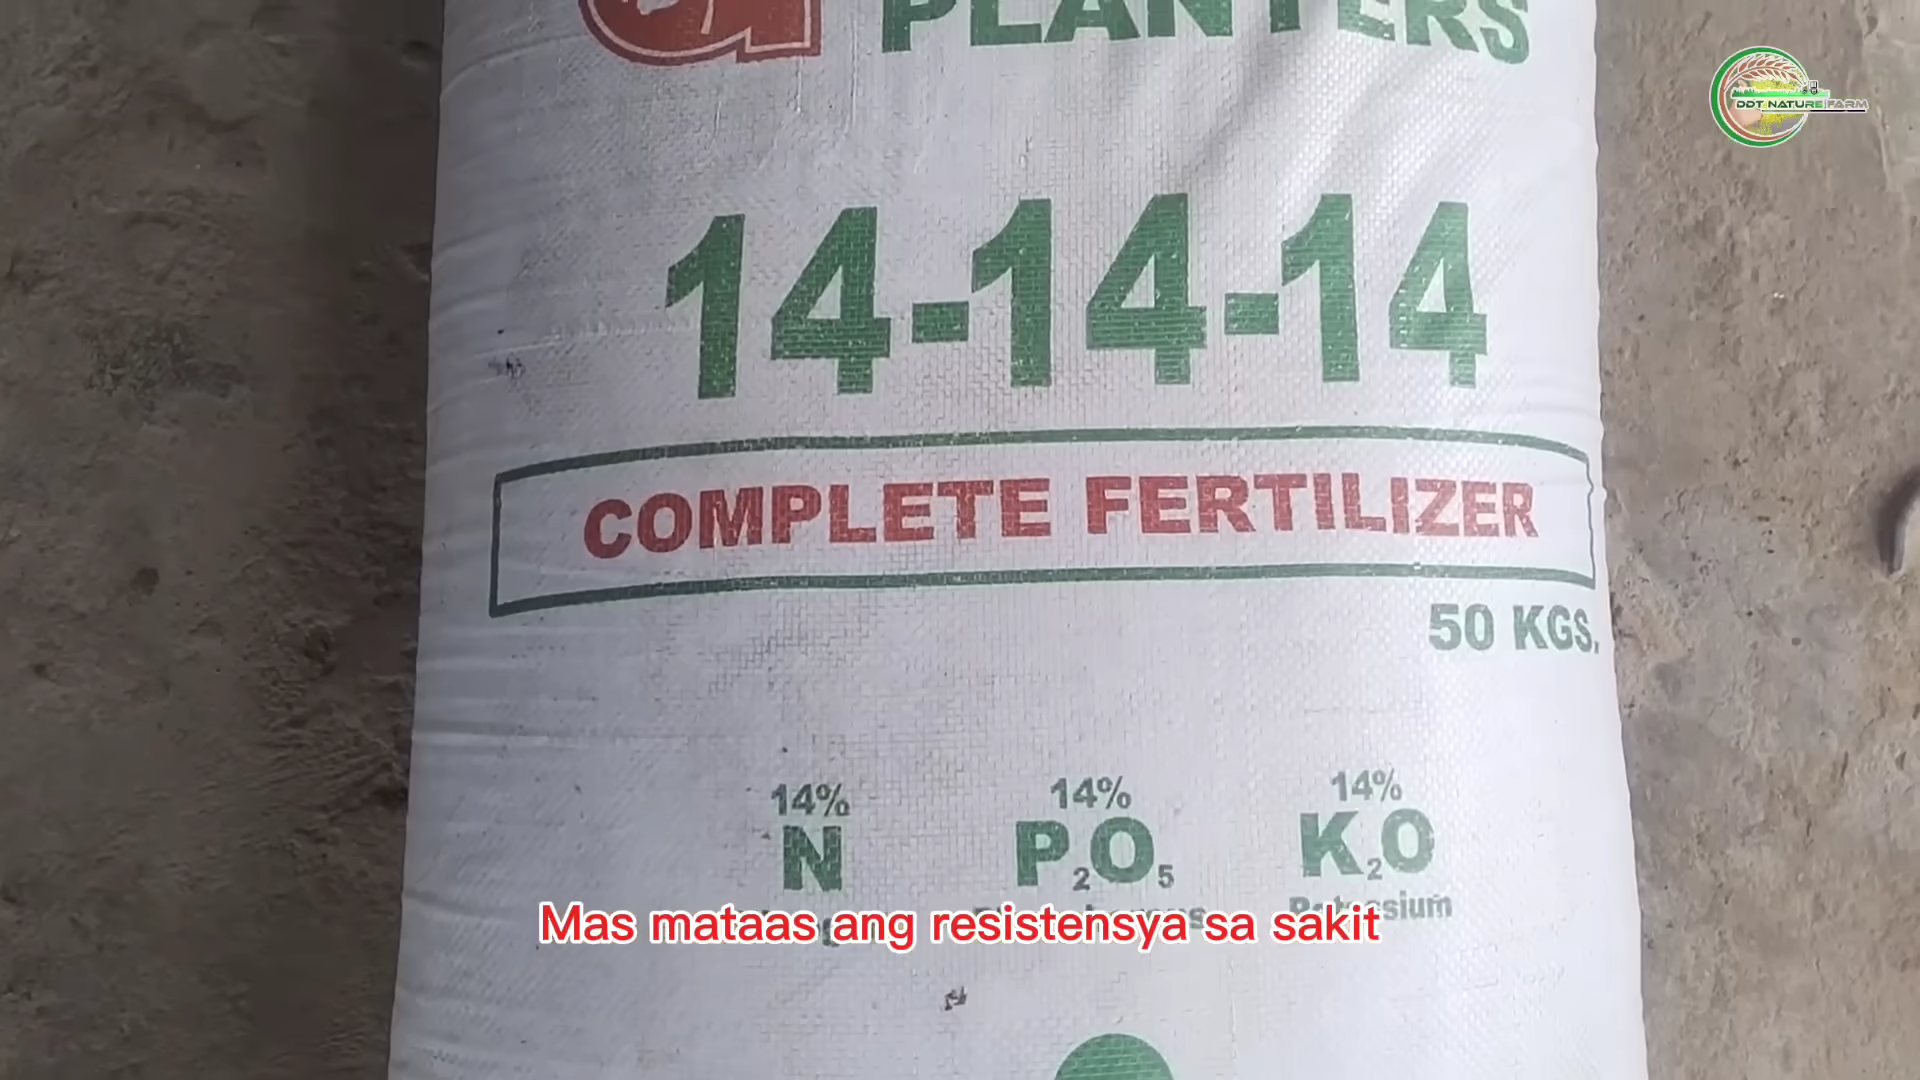 PLANTERS
DDT NATURE FARM
14-14-14
COMPLETE FERTILIZER
50 KGS.
14% 14% 14%
N P₂O₅ K₂O
Potassium
Mas mataas ang resistensya sa sakit